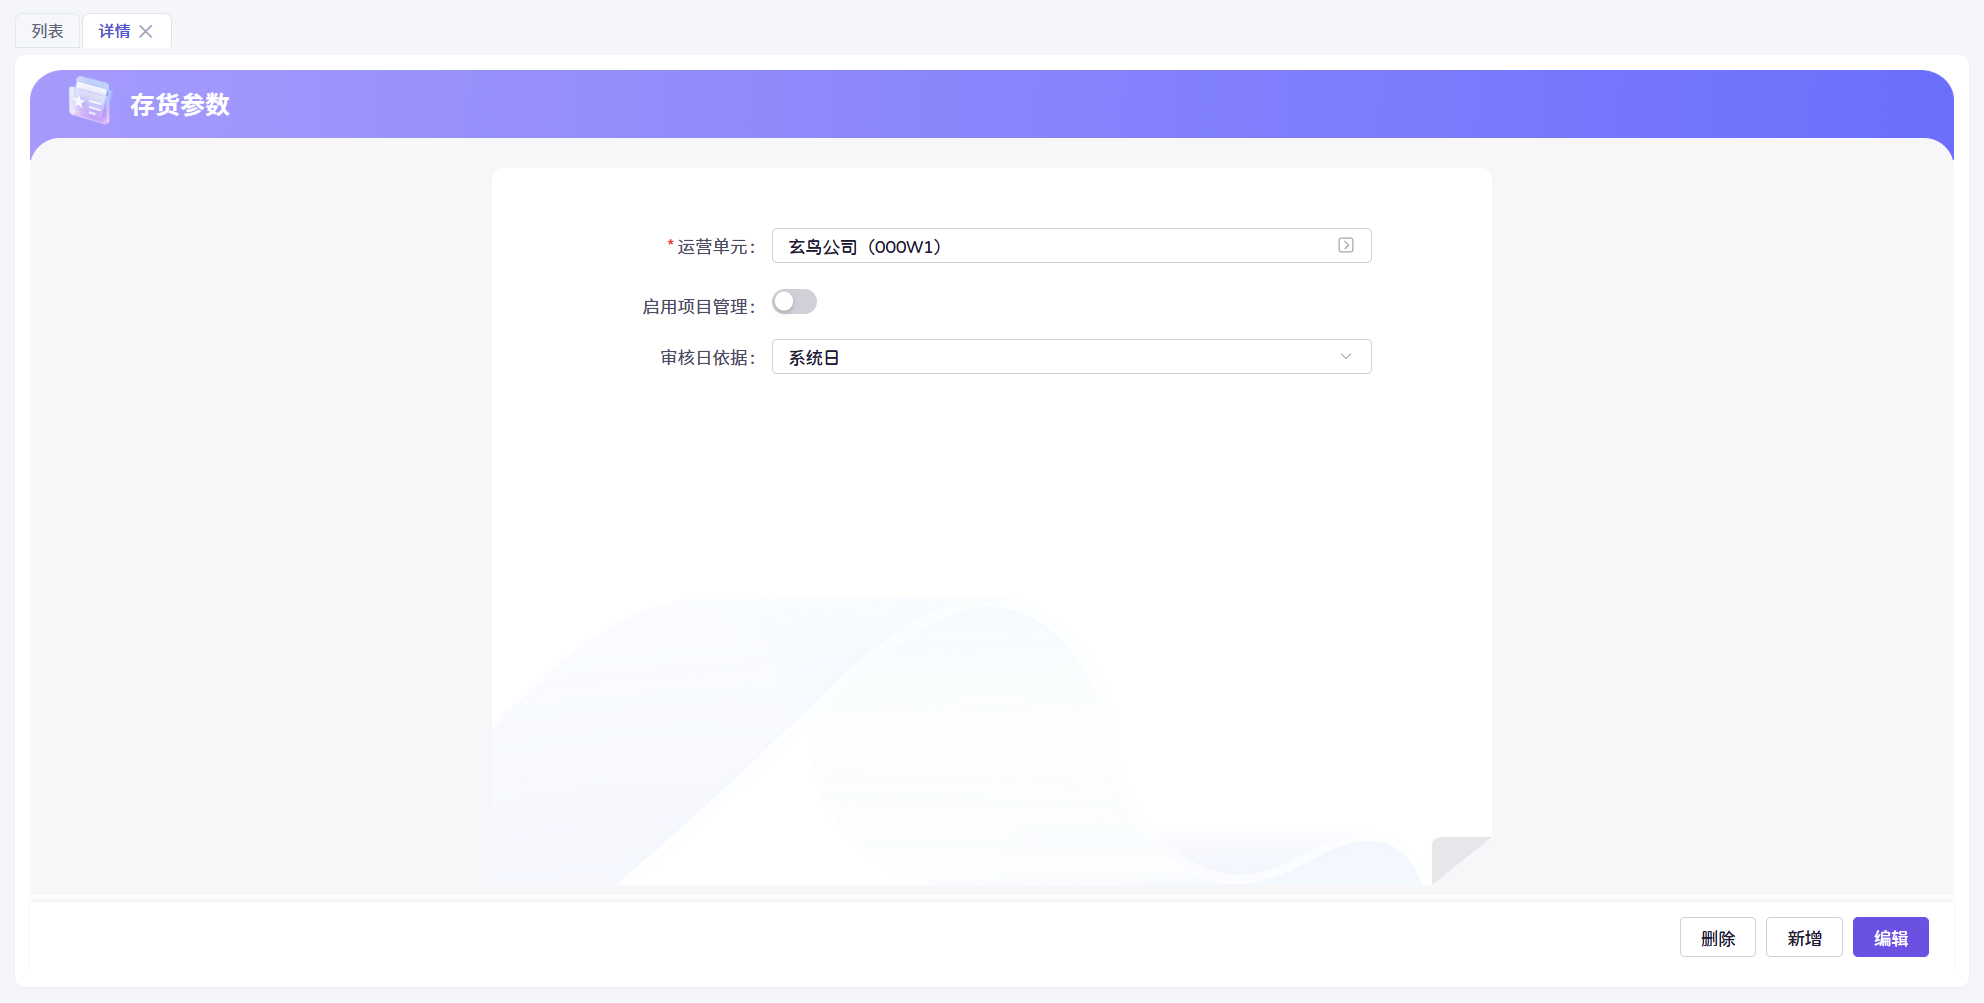 列表 详情
存货参数
*运营单元: 玄鸟公司（000W1）
启用项目管理:
审核日依据: 系统日
删除 新增 编辑